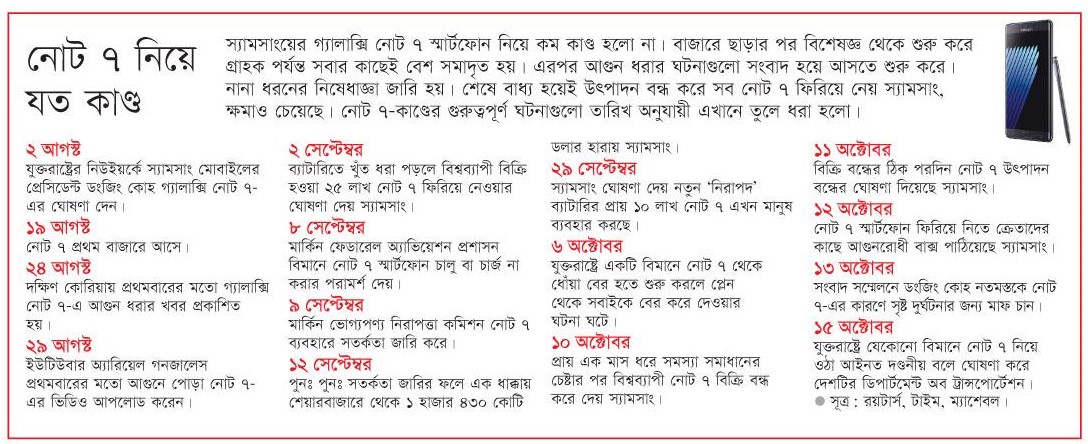 নোট ৭ নিয়ে
যত কাণ্ড
স্যামসাংয়ের গ্যালাক্সি নোট ৭ স্মার্টফোন নিয়ে কম কাণ্ড হলো না। বাজারে ছাড়ার পর বিশেষজ্ঞ থেকে শুরু করে
গ্রাহক পর্যন্ত সবার কাছেই বেশ সমাদৃত হয়। এরপর আগুন ধরার ঘটনাগুলো সংবাদ হয়ে আসতে শুরু করে।
নানা ধরনের নিষেধাজ্ঞা জারি হয়। শেষে বাধ্য হয়েই উৎপাদন বন্ধ করে সব নোট ৭ ফিরিয়ে নেয় স্যামসাং,
ক্ষমাও চেয়েছে। নোট ৭-কাণ্ডের গুরুত্বপূর্ণ ঘটনাগুলো তারিখ অনুযায়ী এখানে তুলে ধরা হলো।
২ আগস্ট
যুক্তরাষ্ট্রের নিউইয়র্কে স্যামসাং মোবাইলের
প্রেসিডেন্ট ডংজিং কোহ গ্যালাক্সি নোট ৭-
এর ঘোষণা দেন।
১৯ আগস্ট
নোট ৭ প্রথম বাজারে আসে।
২৪ আগস্ট
দক্ষিণ কোরিয়ায় প্রথমবারের মতো গ্যালাক্সি
নোট ৭-এ আগুন ধরার খবর প্রকাশিত
হয়।
২৯ আগস্ট
ইউটিউবার অ্যারিয়েল গনজালেস
প্রথমবারের মতো আগুনে পোড়া নোট ৭-
এর ভিডিও আপলোড করেন।
২ সেপ্টেম্বর
ব্যাটারিতে খুঁত ধরা পড়লে বিশ্বব্যাপী বিক্রি
হওয়া ২৫ লাখ নোট ৭ ফিরিয়ে নেওয়ার
ঘোষণা দেয় স্যামসাং।
৮ সেপ্টেম্বর
মার্কিন ফেডারেল অ্যাভিয়েশন প্রশাসন
বিমানে নোট ৭ স্মার্টফোন চালু বা চার্জ না
করার পরামর্শ দেয়।
৯ সেপ্টেম্বর
মার্কিন ভোগ্যপণ্য নিরাপত্তা কমিশন নোট ৭
ব্যবহারে সতর্কতা জারি করে।
১২ সেপ্টেম্বর
পুনঃ পুনঃ সতর্কতা জারির ফলে এক ধাক্কায়
শেয়ারবাজারে থেকে ১ হাজার ৪৩০ কোটি
ডলার হারায় স্যামসাং।
২৯ সেপ্টেম্বর
স্যামসাং ঘোষণা দেয় নতুন ‘নিরাপদ’
ব্যাটারির প্রায় ১০ লাখ নোট ৭ এখন মানুষ
ব্যবহার করছে।
৬ অক্টোবর
যুক্তরাষ্ট্রে একটি বিমানে নোট ৭ থেকে
ধোঁয়া বের হতে শুরু করলে প্লেন
থেকে সবাইকে বের করে দেওয়ার
ঘটনা ঘটে।
১০ অক্টোবর
প্রায় এক মাস ধরে সমস্যা সমাধানের
চেষ্টার পর বিশ্বব্যাপী নোট ৭ বিক্রি বন্ধ
করে দেয় স্যামসাং।
১১ অক্টোবর
বিক্রি বন্ধের ঠিক পরদিন নোট ৭ উৎপাদন
বন্ধের ঘোষণা দিয়েছে স্যামসাং।
১২ অক্টোবর
নোট ৭ স্মার্টফোন ফিরিয়ে নিতে ক্রেতাদের
কাছে আগুনরোধী বাক্স পাঠিয়েছে স্যামসাং।
১৩ অক্টোবর
সংবাদ সম্মেলনে ডংজিং কোহ নতমস্তকে নোট
৭-এর কারণে সৃষ্ট দুর্ঘটনার জন্য মাফ চান।
১৫ অক্টোবর
যুক্তরাষ্ট্রে যেকোনো বিমানে নোট ৭ নিয়ে
ওঠা আইনত দণ্ডনীয় বলে ঘোষণা করে
দেশটির ডিপার্টমেন্ট অব ট্রান্সপোর্টেশন।
● সূত্র : রয়টার্স, টাইম, ম্যাশেবল।